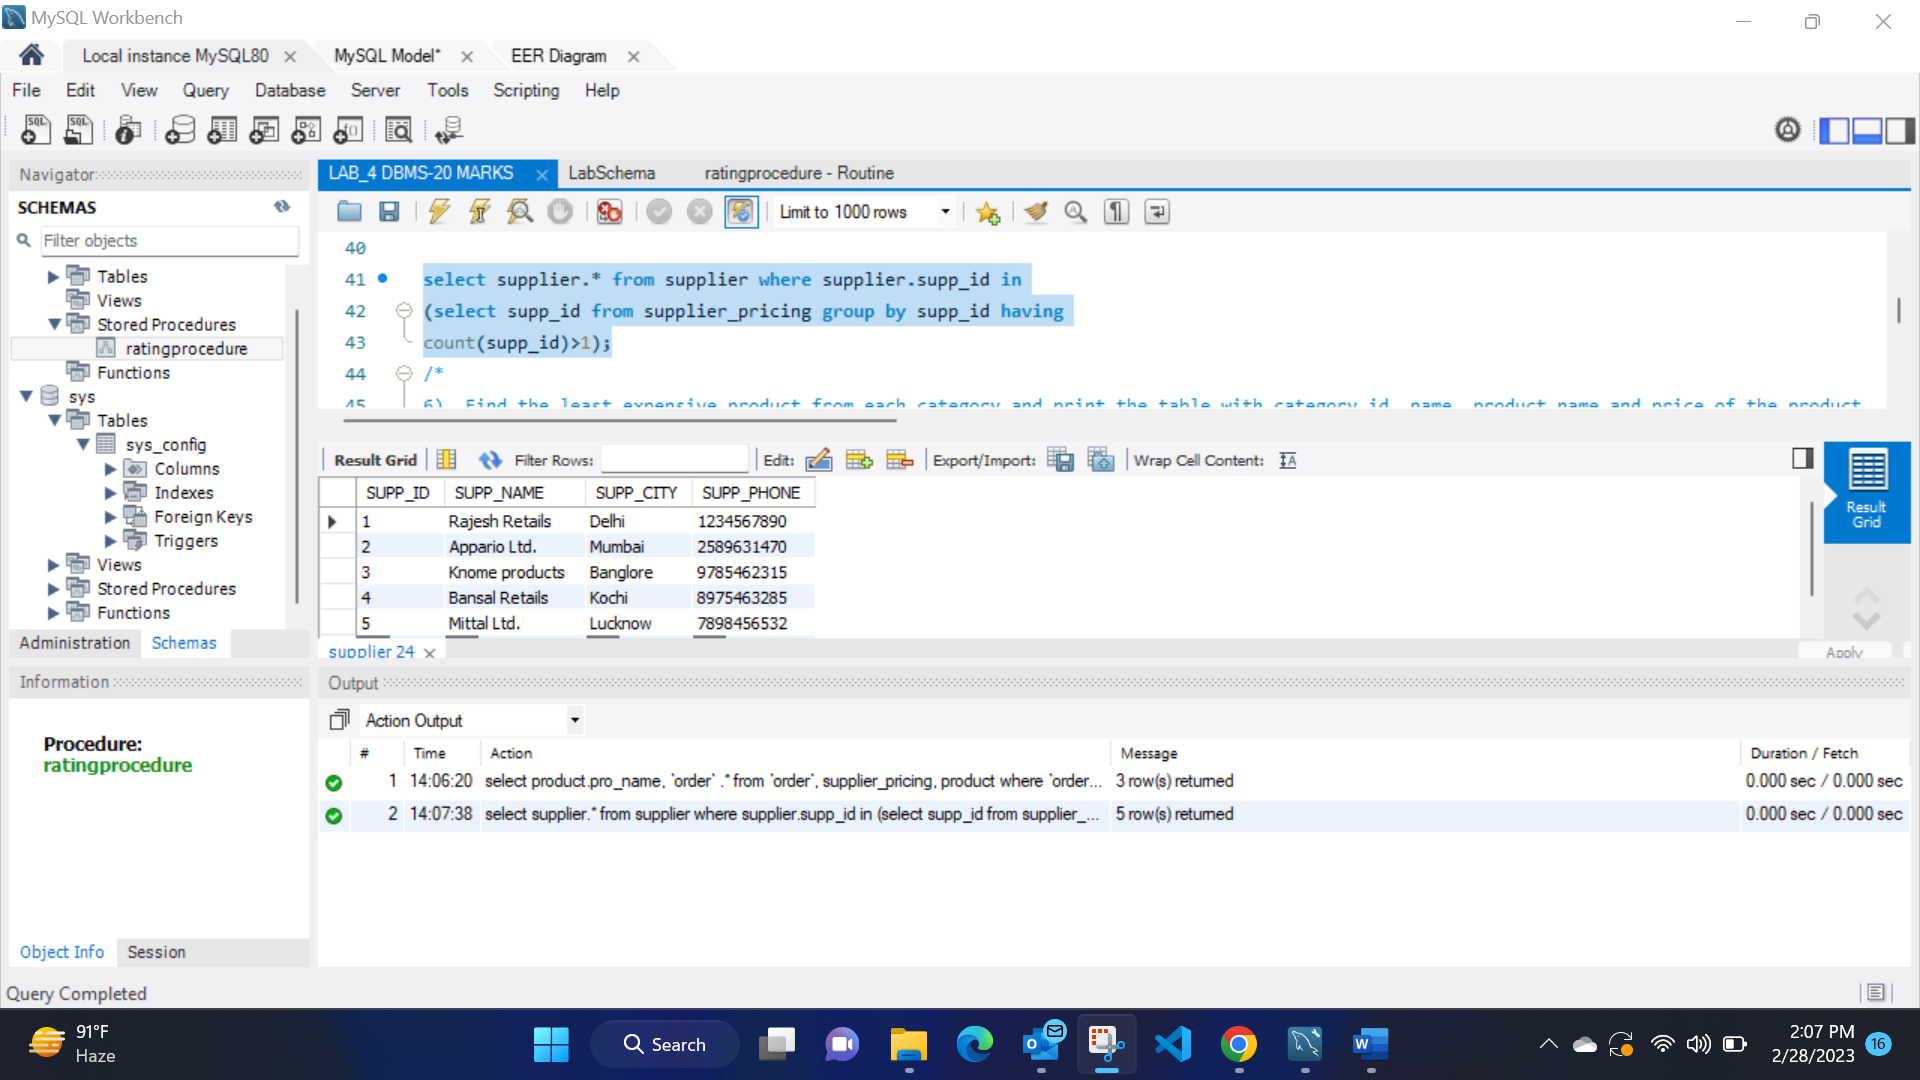 MySQL Workbench
Local instance MySQL80
MySQL Model*
EER Diagram
File Edit View Query Database Server Tools Scripting Help
Navigator
SCHEMAS
Filter objects
Tables
Views
Stored Procedures
ratingprocedure
Functions
sys
Tables
sys_config
Columns
Indexes
Foreign Keys
Triggers
Views
Stored Procedures
Functions
Administration Schemas
Information
Procedure:
ratingprocedure
Object Info Session
LAB_4 DBMS-20 MARKS
LabSchema
ratingprocedure - Routine
Limit to 1000 rows
40
41 select supplier.* from supplier where supplier.supp_id in
42 (select supp_id from supplier_pricing group by supp_id having
43 count(supp_id)>1);
44 /*
45 6) Find the least expensive product from each category and print the table with category id, name, product name and price of the product
Result Grid Filter Rows: Edit: Export/Import: Wrap Cell Content:
SUPP_ID SUPP_NAME SUPP_CITY SUPP_PHONE
1 Rajesh Retails Delhi 1234567890
2 Appario Ltd. Mumbai 2589631470
3 Knome products Banglore 9785462315
4 Bansal Retails Kochi 8975463285
5 Mittal Ltd. Lucknow 7898456532
Result
Grid
supplier 24
Apply
Output
Action Output
# Time Action Message Duration / Fetch
1 14:06:20 select product.pro_name, `order` .* from `order`, supplier_pricing, product where `order... 3 row(s) returned 0.000 sec / 0.000 sec
2 14:07:38 select supplier.* from supplier where supplier.supp_id in (select supp_id from supplier_... 5 row(s) returned 0.000 sec / 0.000 sec
Query Completed
91°F
Haze
Search
2:07 PM
2/28/2023
16